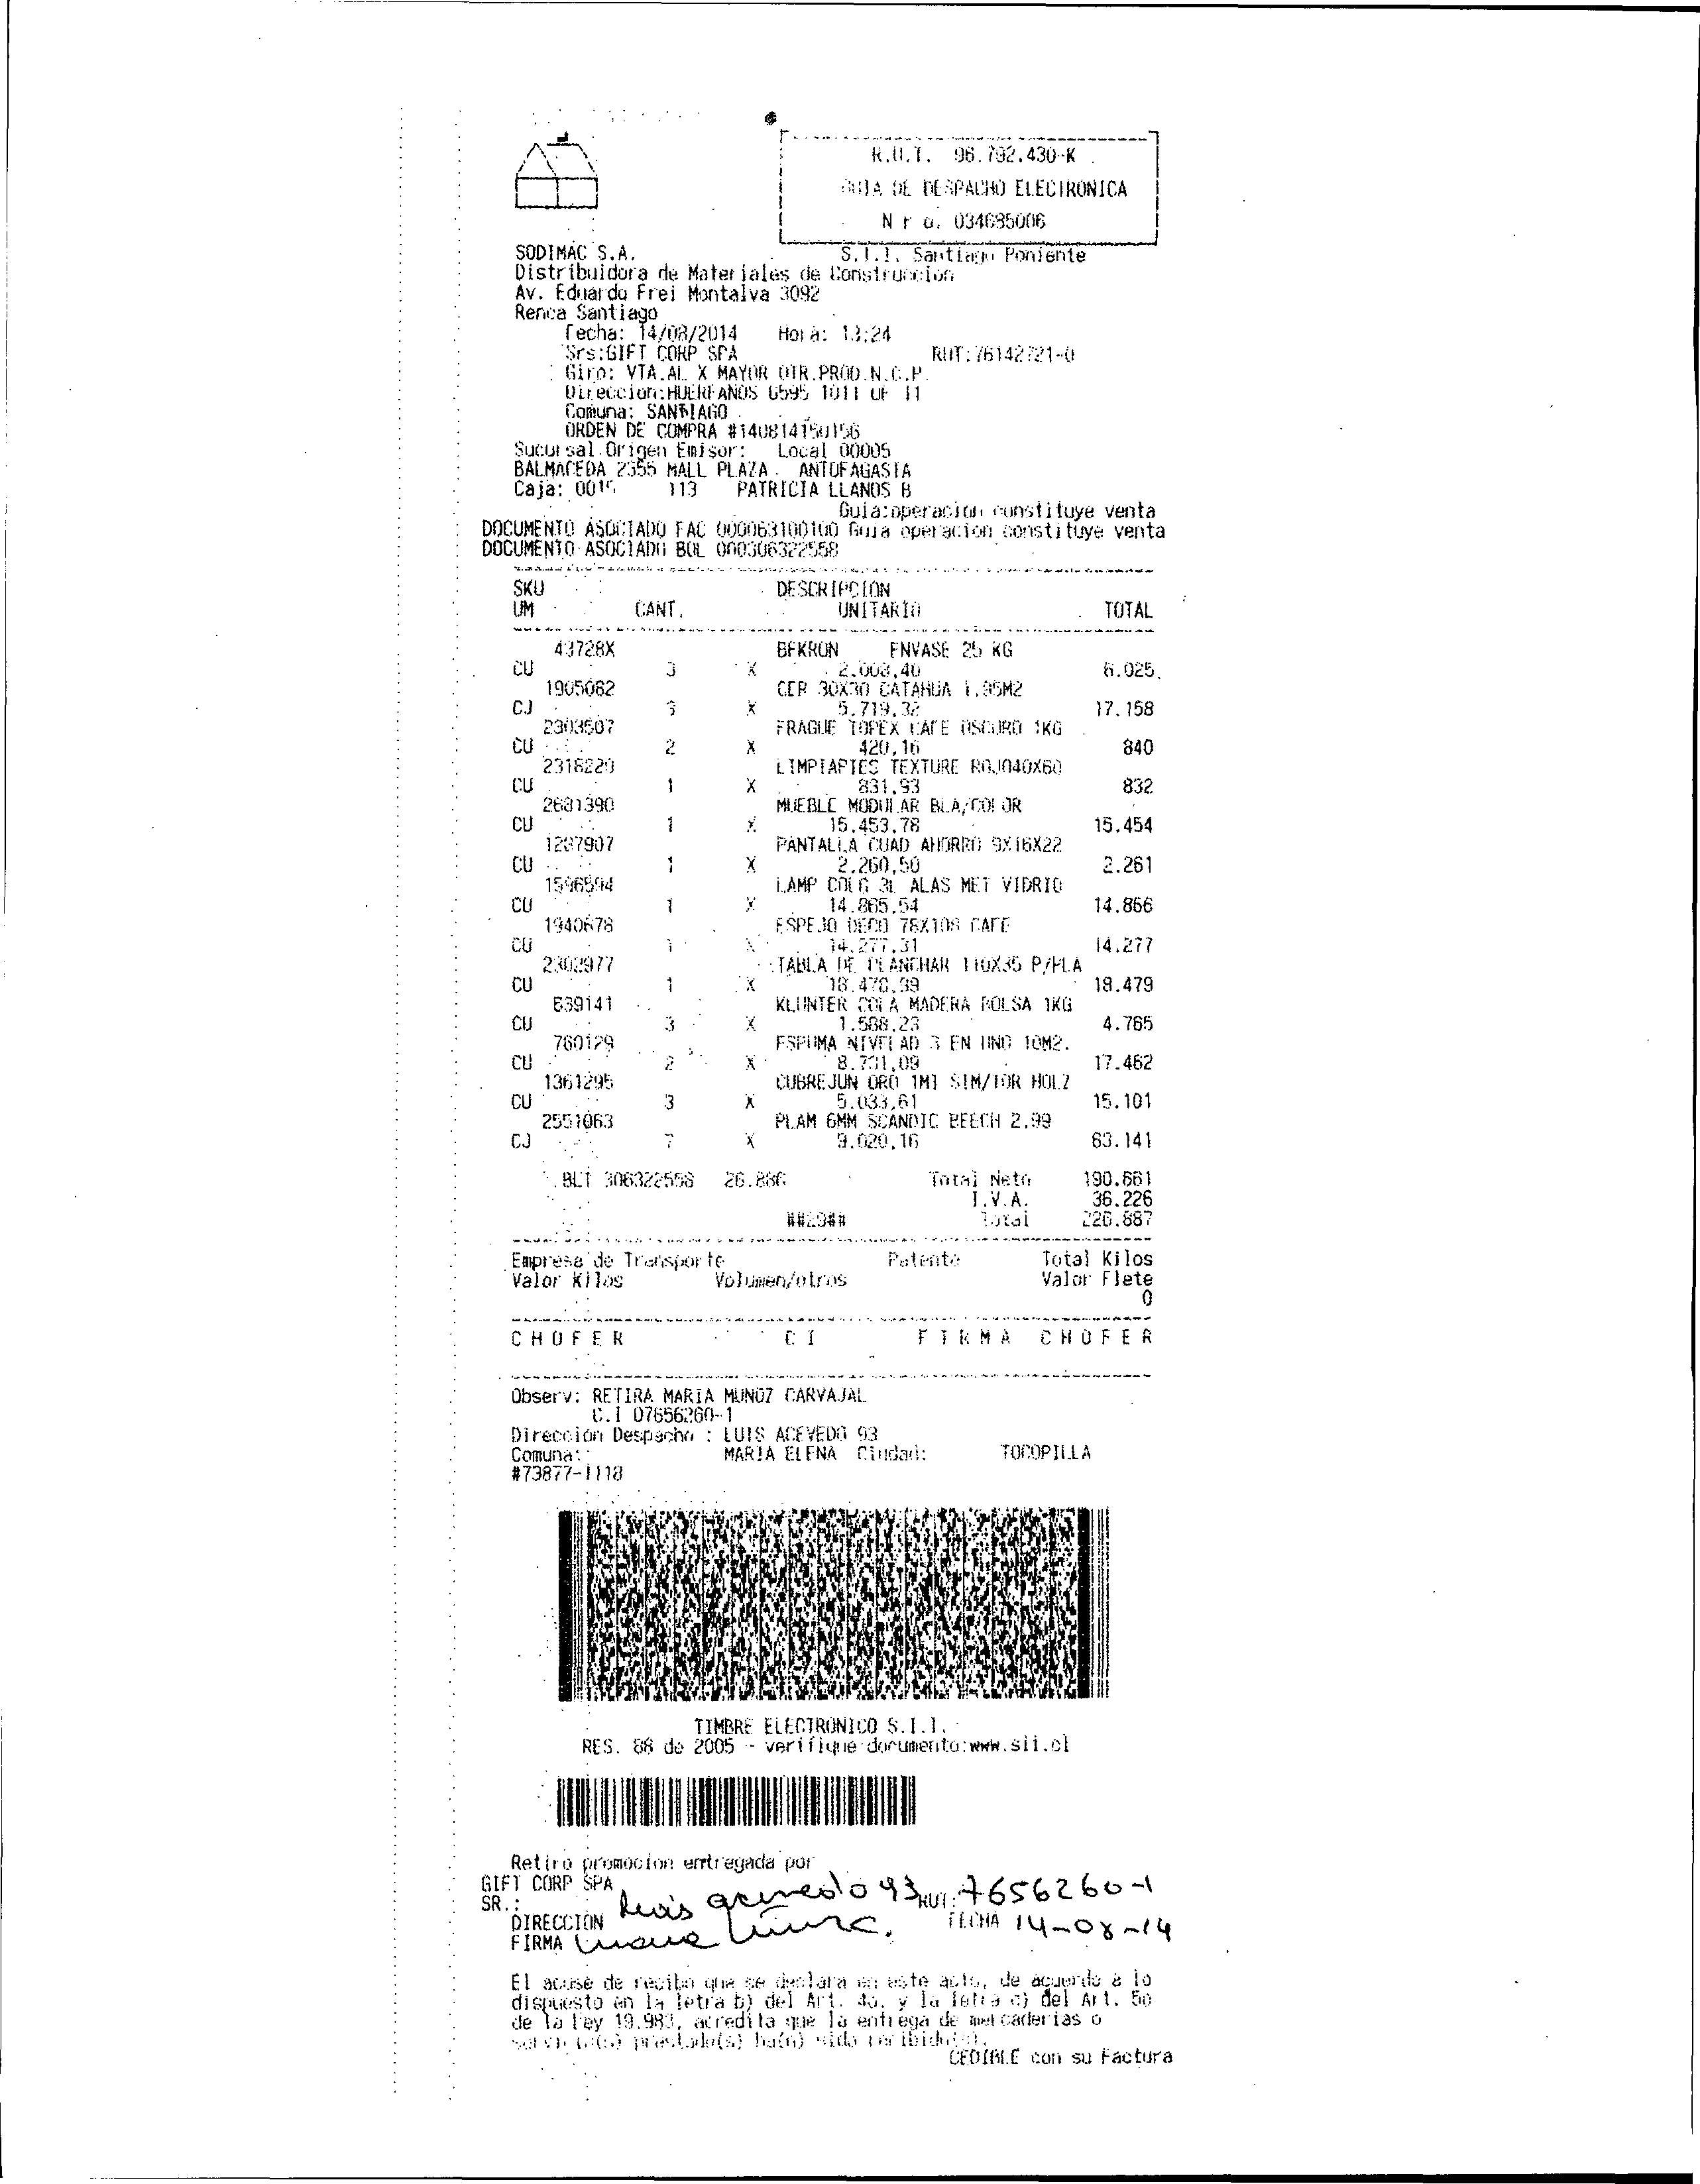 R.U.T. 96.792.430-K
GUIA DE DESPACHO ELECTRONICA
N r o. 034685006
S.I.I. Santiago Poniente
SODIMAC S.A.
Distribuidora de Materiales de Construccion
Av. Eduardo Frei Montalva 3092
Renca Santiago
Fecha: 14/08/2014 Hora: 13:24
Srs:GIFT CORP SPA RUT:76142721-0
Giro: VTA.AL X MAYOR OTR.PROD.N.C.P.
Direccion:HUERFANOS 1011 OF 11
Comuna: SANTIAGO
ORDEN DE COMPRA #140814150156
Sucursal Origen Emisor: Local 00005
BALMACEDA 2355 MALL PLAZA. ANTOFAGASTA
Caja: 0015 113 PATRICIA LLANOS B
Guia:operacion constituye venta
DOCUMENTO ASOCIADO FAC 000063100100 Guia operacion constituye venta
DOCUMENTO ASOCIADO BOL 000306322558
SKU DESCRIPCION
UM CANT. UNITARIO TOTAL
43728X BEKRON ENVASE 25 KG
CU 3 X 6.025
1905082 CER 30X30 CATAHUA 1.95M2
CJ 3 X 5.719,32 17.158
2303507 FRAGUE TOPEX CAFE OSCURO 1KG
CU 2 X 420,16 840
2318229 LIMPIAPIES TEXTURE ROJO40X60
CU 1 X 831,93 832
2681390 MUEBLE MODULAR BLA/COLOR
CU 1 X 15.453,78 15.454
1297907 PANTALLA CUAD AHORRO 9X16X22
CU 1 X 2.260,50 2.261
1596594 LAMP COLG 3L ALAS MET VIDRIO
CU 1 X 14.865,54 14.866
1940678 ESPEJO DECO 78X108 CAFE
CU 1 X 14.277,31 14.277
2302977 TABLA DE PLANCHAR 110X35 P/PLA
CU 1 X 18.479
639141 KLUNTER COLA MADERA BOLSA 1KG
CU 3 X 1.588,23 4.765
760129 ESPUMA NIVELAD 3 EN UNO 10M2.
CU 2 X 8.731,09 17.462
1361295 CUBREJUN ORO 1MT SIM/TOR HOLZ
CU 3 X 5.033,61 15.101
2551063 PLAM 6MM SCANDIC BEECH 2.99
CJ 7 X 9.020,16 63.141
BLT 306322558 26.886 Total Neto 190.661
I.V.A. 36.226
##29## Total 226.887
Empresa de Transporte Patente Total Kilos
Valor Kilos Volumen/otros Valor Flete
0
C H O F E R C I F I R M A C H O F E R
Observ: RETIRA MARIA MUNOZ CARVAJAL
C.I 07656260-1
Dirección Despacho : LUIS ACEVEDO 93
Comuna: MARIA ELENA Ciudad: TOCOPILLA
#73877-1118
TIMBRE ELECTRONICO S.I.I.
RES. 86 de 2005 - verifique documento:www.sii.cl
Retiro promocion entregada por
GIFT CORP SPA
SR.: RUT: 7656260-1
DIRECCIÓN Luis Acevedo 93 FECHA 14-08-14
FIRMA
El acuse de recibo que se declara en este acto, de acuerdo a lo
dispuesto en la letra b) del Art. 4o, y la letra c) del Art. 5o
de la Ley 19.983, acredita que la entrega de mercaderias o
servicio(s) prestado(s) ha(n) sido recibido(s).
CEDIBLE con su Factura